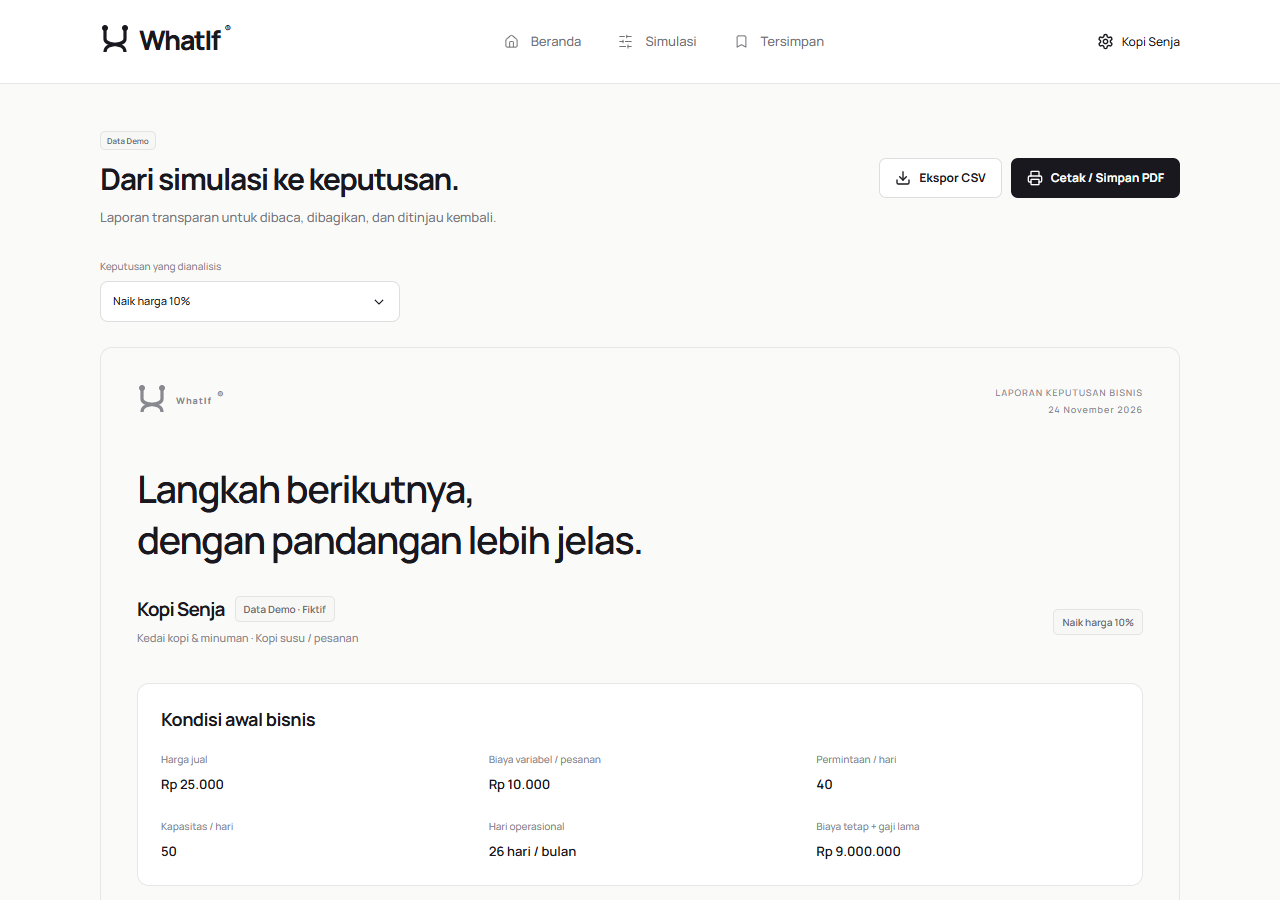 WhatIf
Beranda
Simulasi
Tersimpan
Kopi Senja
Data Demo
Dari simulasi ke keputusan.
Laporan transparan untuk dibaca, dibagikan, dan ditinjau kembali.
Ekspor CSV
Cetak / Simpan PDF
Keputusan yang dianalisis
Naik harga 10%
WhatIf
LAPORAN KEPUTUSAN BISNIS
24 November 2026
Langkah berikutnya,
dengan pandangan lebih jelas.
Kopi Senja
Data Demo · Fiktif
Kedai kopi & minuman · Kopi susu / pesanan
Naik harga 10%
Kondisi awal bisnis
Harga jual
Biaya variabel / pesanan
Permintaan / hari
Rp 25.000
Rp 10.000
40
Kapasitas / hari
Hari operasional
Biaya tetap + gaji lama
50
26 hari / bulan
Rp 9.000.000